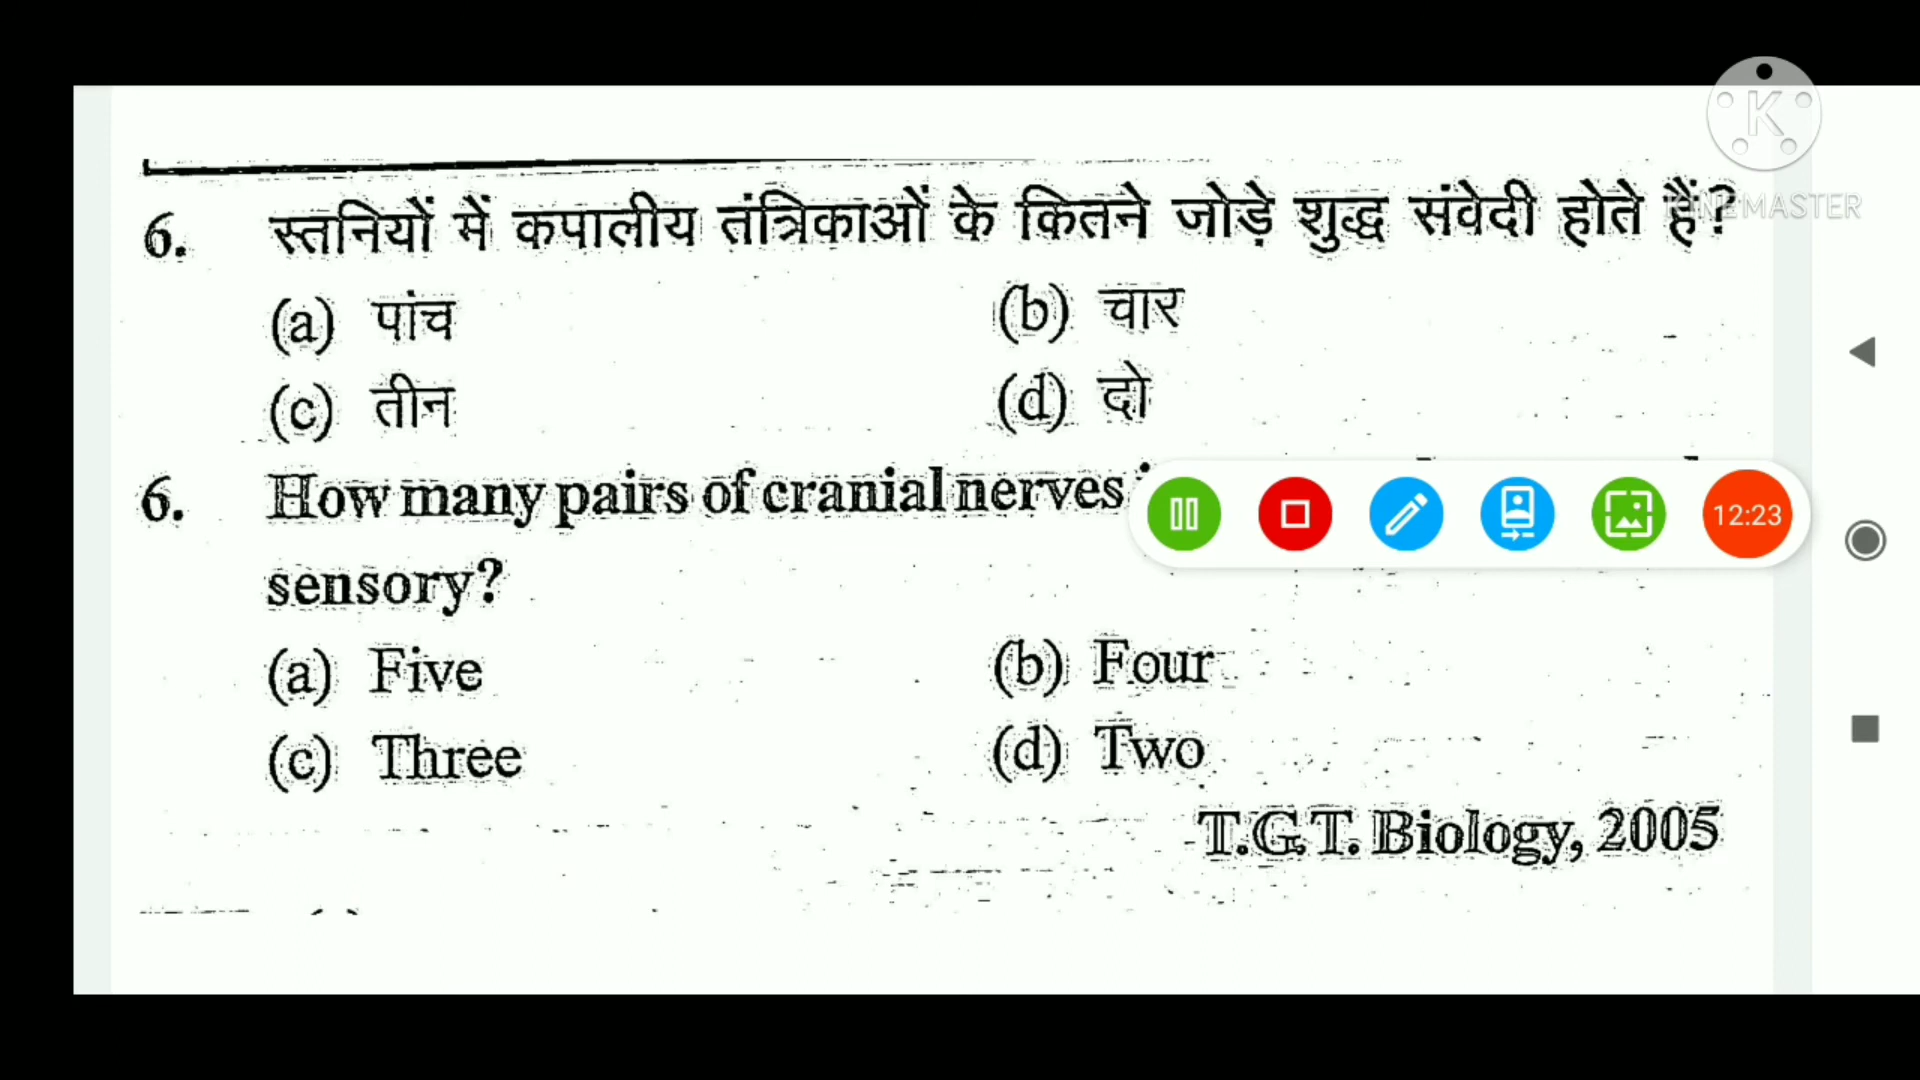 KINEMASTER
6. स्तनियों में कपालीय तंत्रिकाओं के कितने जोड़े शुद्ध संवेदी होते हैं?
(a) पांच (b) चार
(c) तीन (d) दो
6. How many pairs of cranial nerves
12:23
sensory?
(a) Five (b) Four
(c) Three (d) Two
T.G.T. Biology, 2005